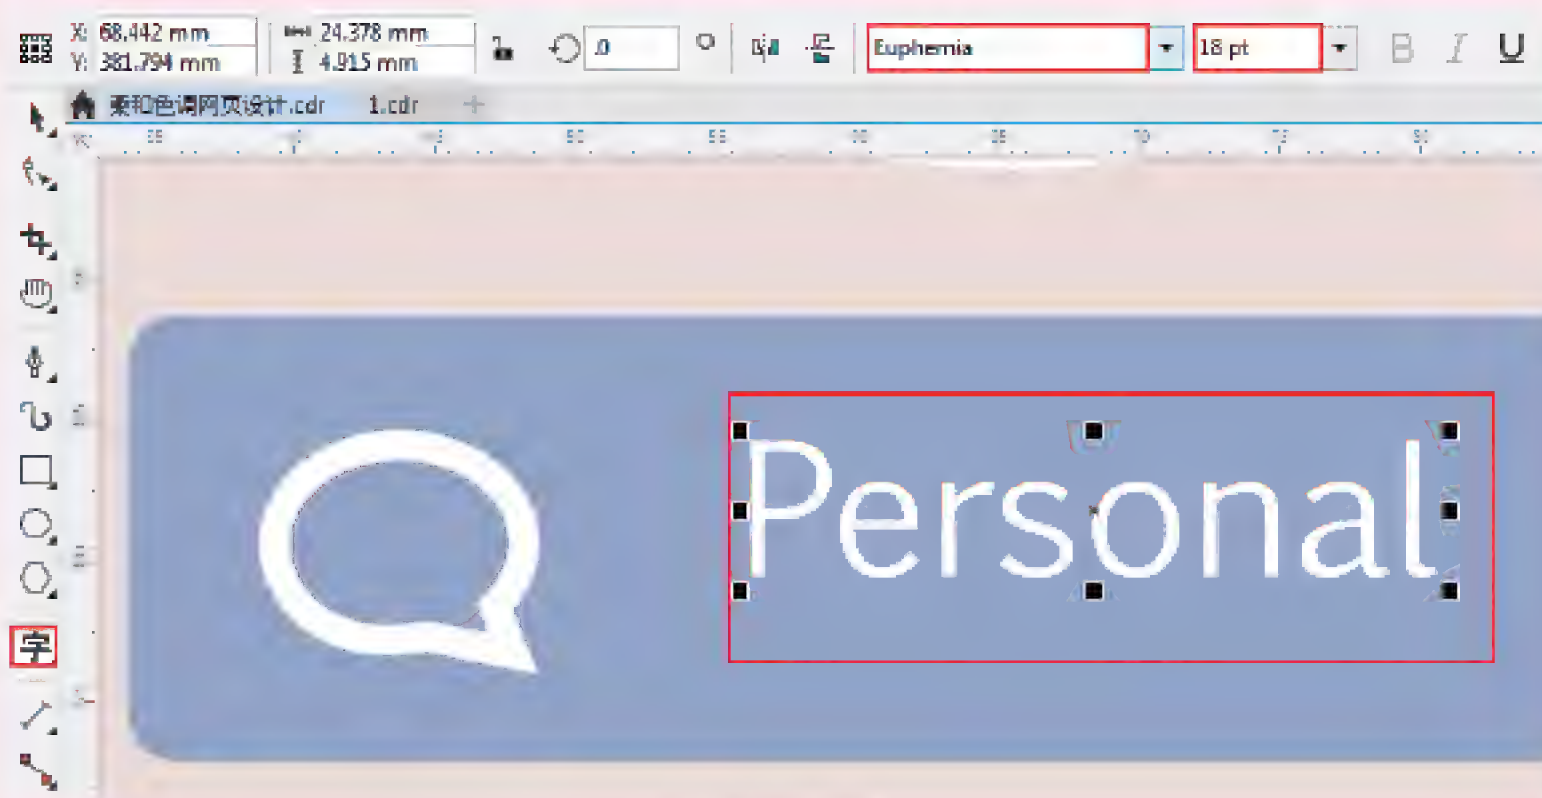 X: 68.442 mm 24.378 mm .0 Euphemia 18 pt B I U
Y: 381.794 mm 4.915 mm
柔和色调网页设计.cdr 1.cdr
字
Personal